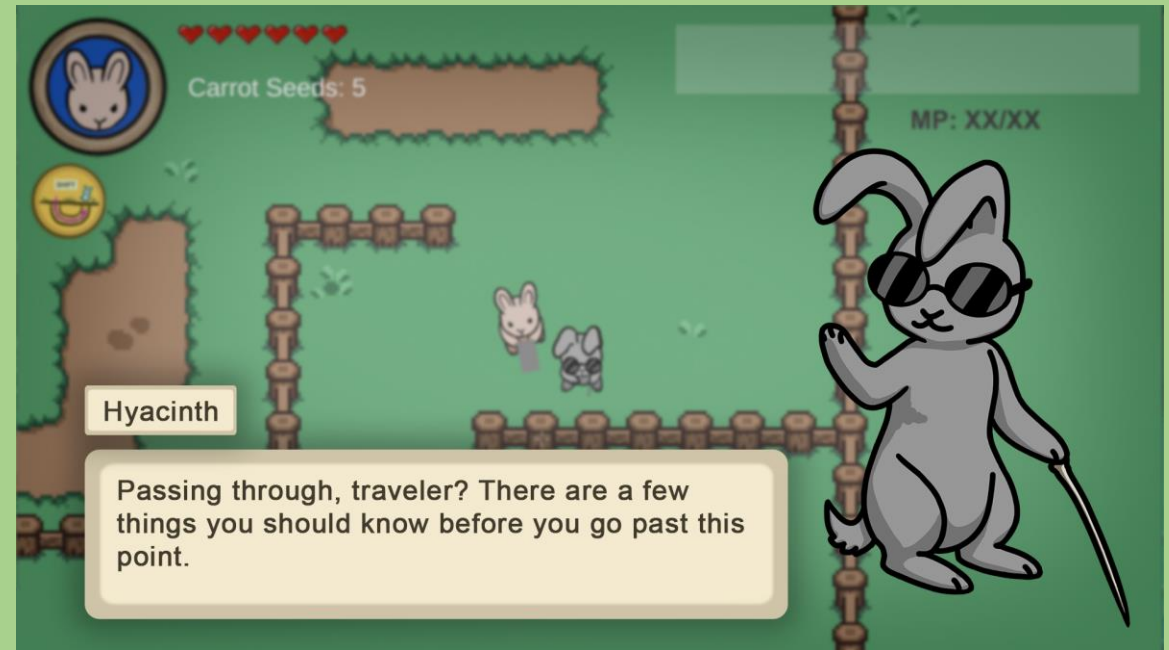 Carrot Seeds: 5
MP: XX/XX
Hyacinth
Passing through, traveler? There are a few
things you should know before you go past this
point.